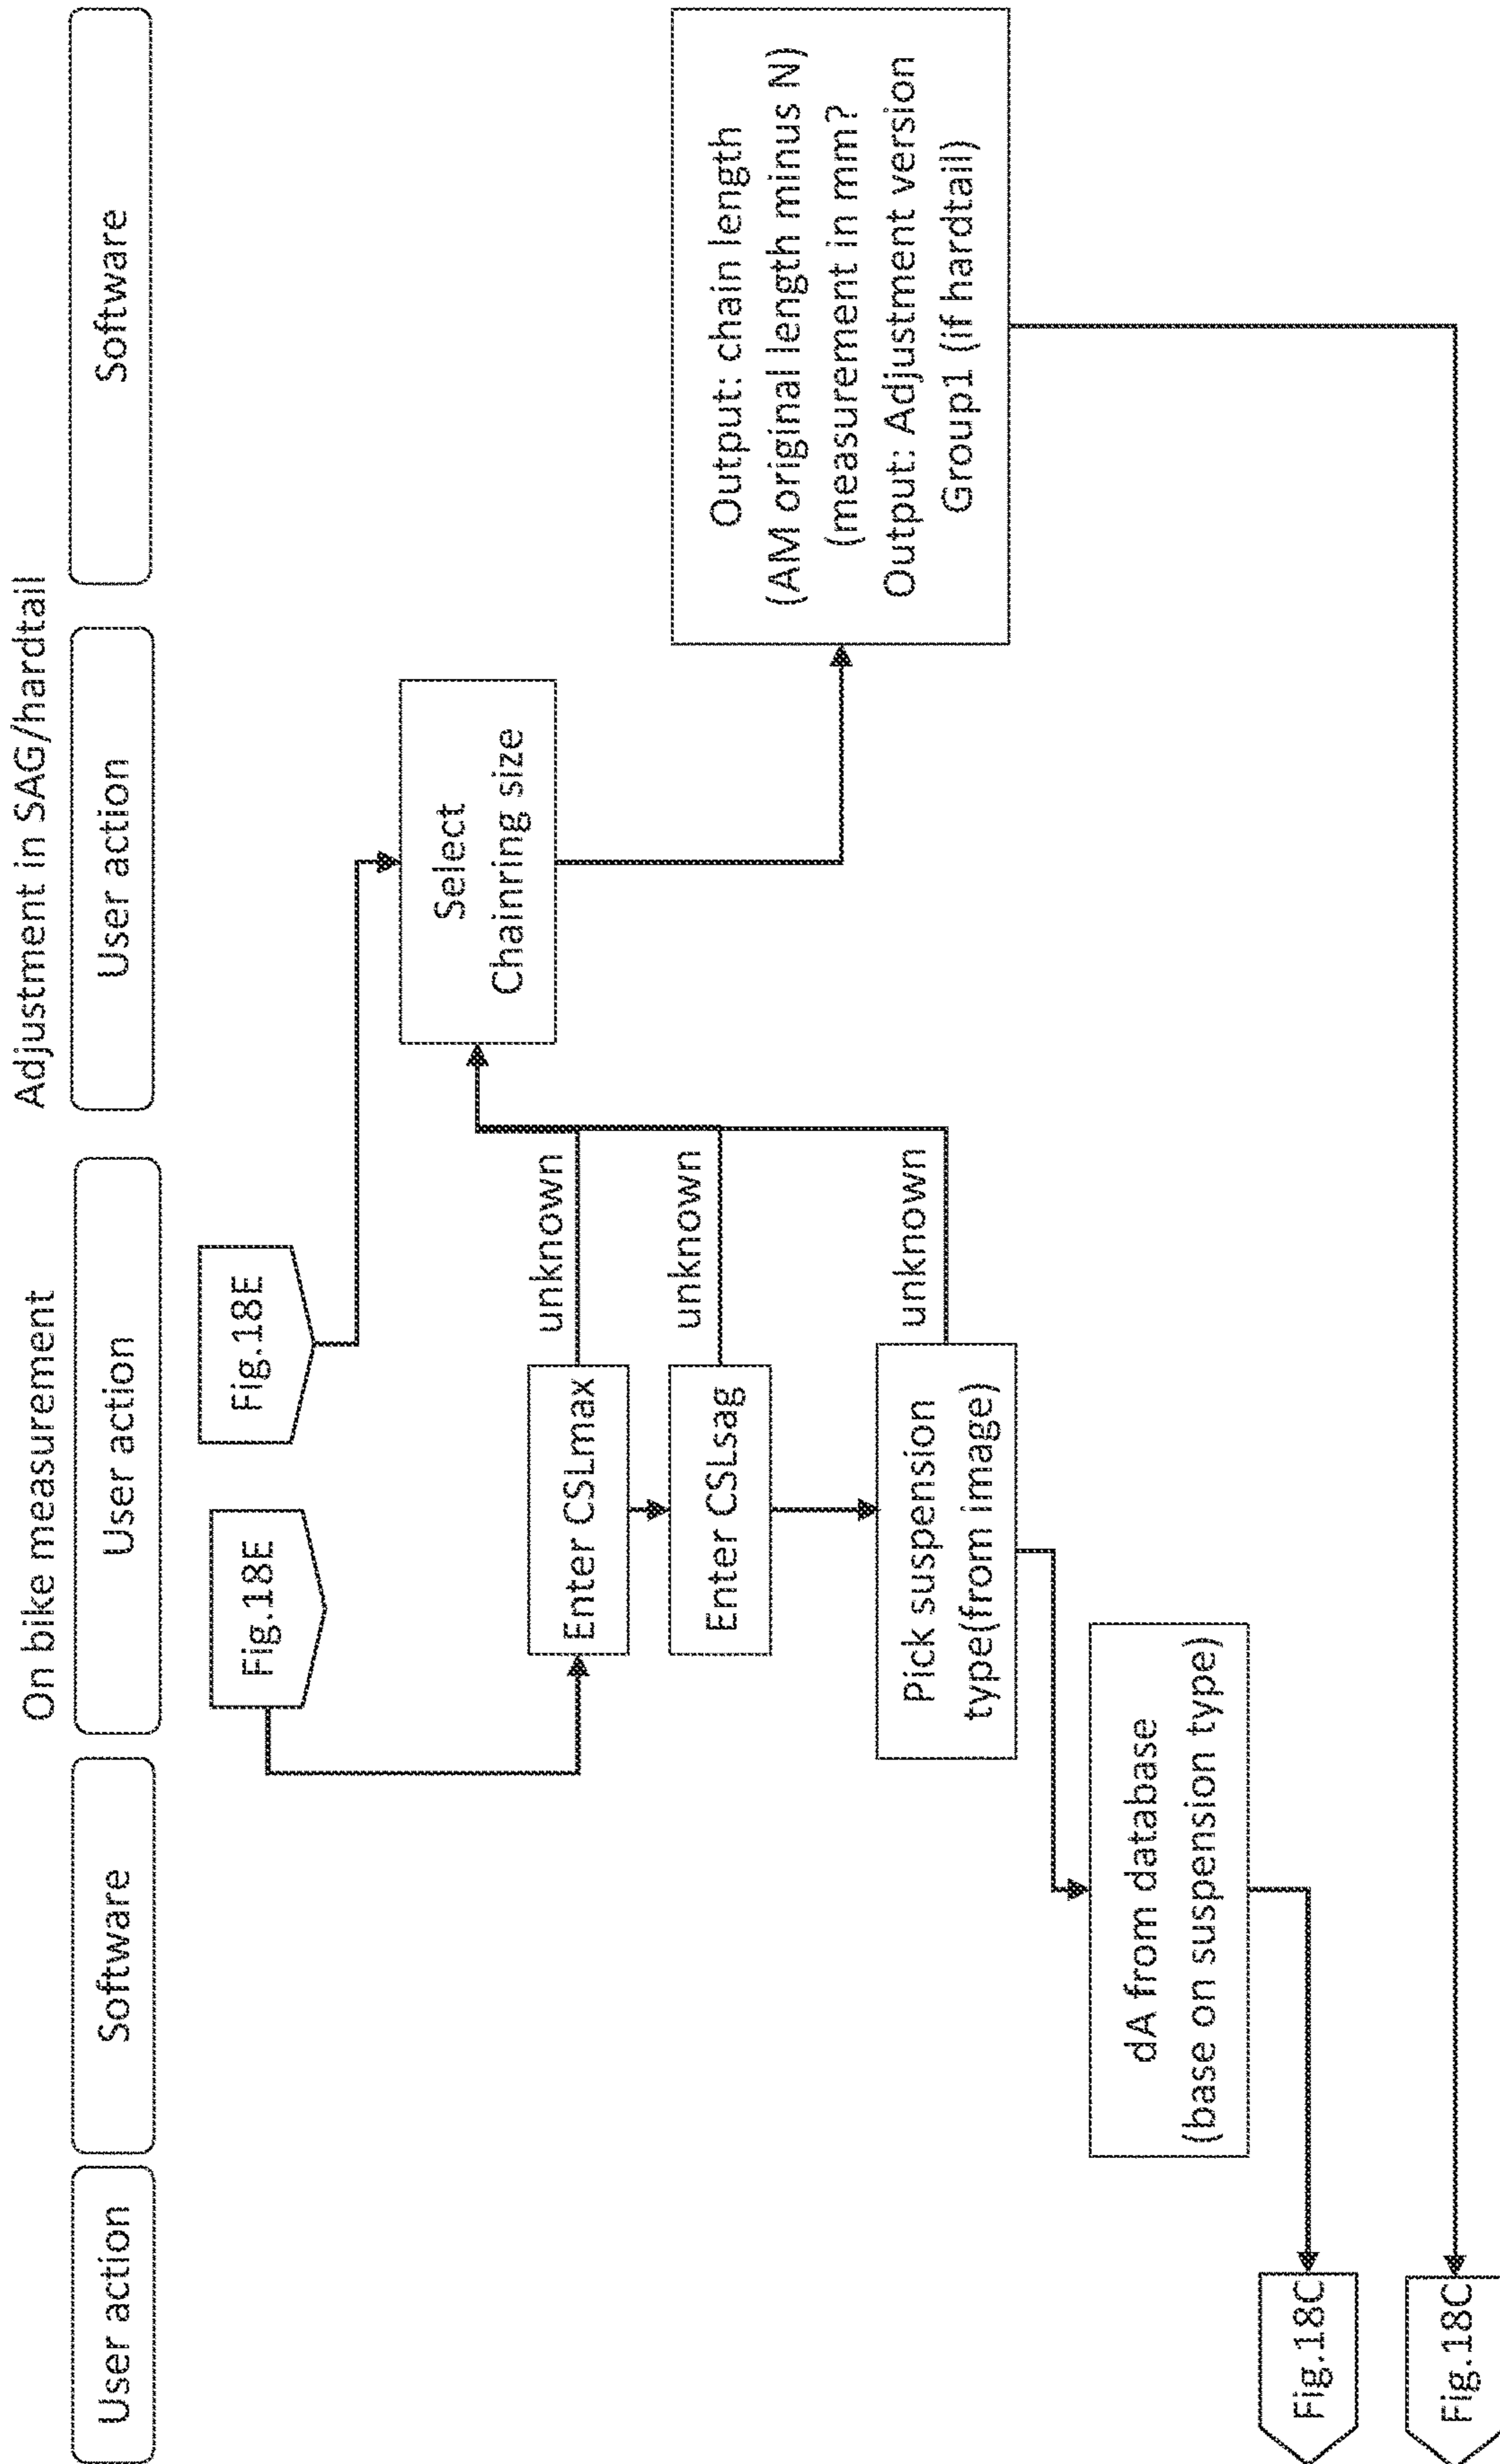 On bike measurement
Adjustment in SAG/hardtail
User action
Software
User action
User action
Software
Fig.18E
Fig.18E
Enter CSLmax
unknown
Enter CSLsag
unknown
Pick suspension
type(from image)
unknown
Select
Chainring size
Output: chain length
(AM original length minus N)
(measurement in mm?
Output: Adjustment version
Group1 (if hardtail)
dA from database
(base on suspension type)
Fig.18C
Fig.18C